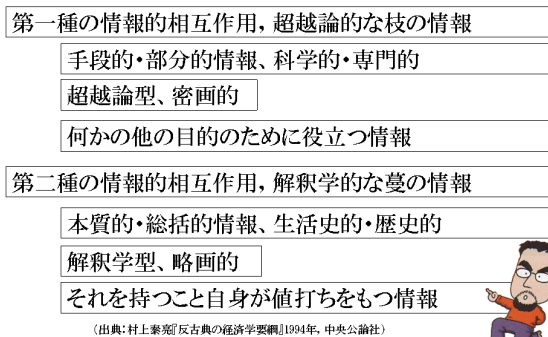 第一種の情報的相互作用，超越論的な枝の情報
手段的・部分的情報、科学的・専門的
超越論型、密画的
何かの他の目的のために役立つ情報
第二種の情報的相互作用，解釈学的な蔓の情報
本質的・総括的情報、生活史的・歴史的
解釈学型、略画的
それを持つこと自身が値打ちをもつ情報
（出典：村上泰亮『反古典の経済学要綱』1994年，中央公論社）